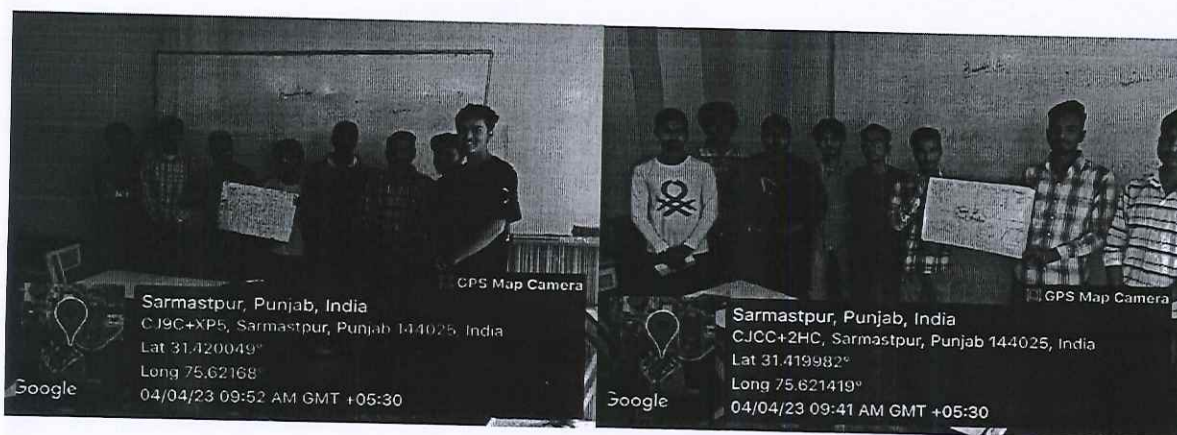 GPS Map Camera
Sarmastpur, Punjab, India
CJ9C+XP5, Sarmastpur, Punjab 144025, India
Lat 31.420049°
Long 75.62168°
04/04/23 09:52 AM GMT +05:30
Google
GPS Map Camera
Sarmastpur, Punjab, India
CJCC+2HC, Sarmastpur, Punjab 144025, India
Lat 31.419982°
Long 75.621419°
04/04/23 09:41 AM GMT +05:30
Google